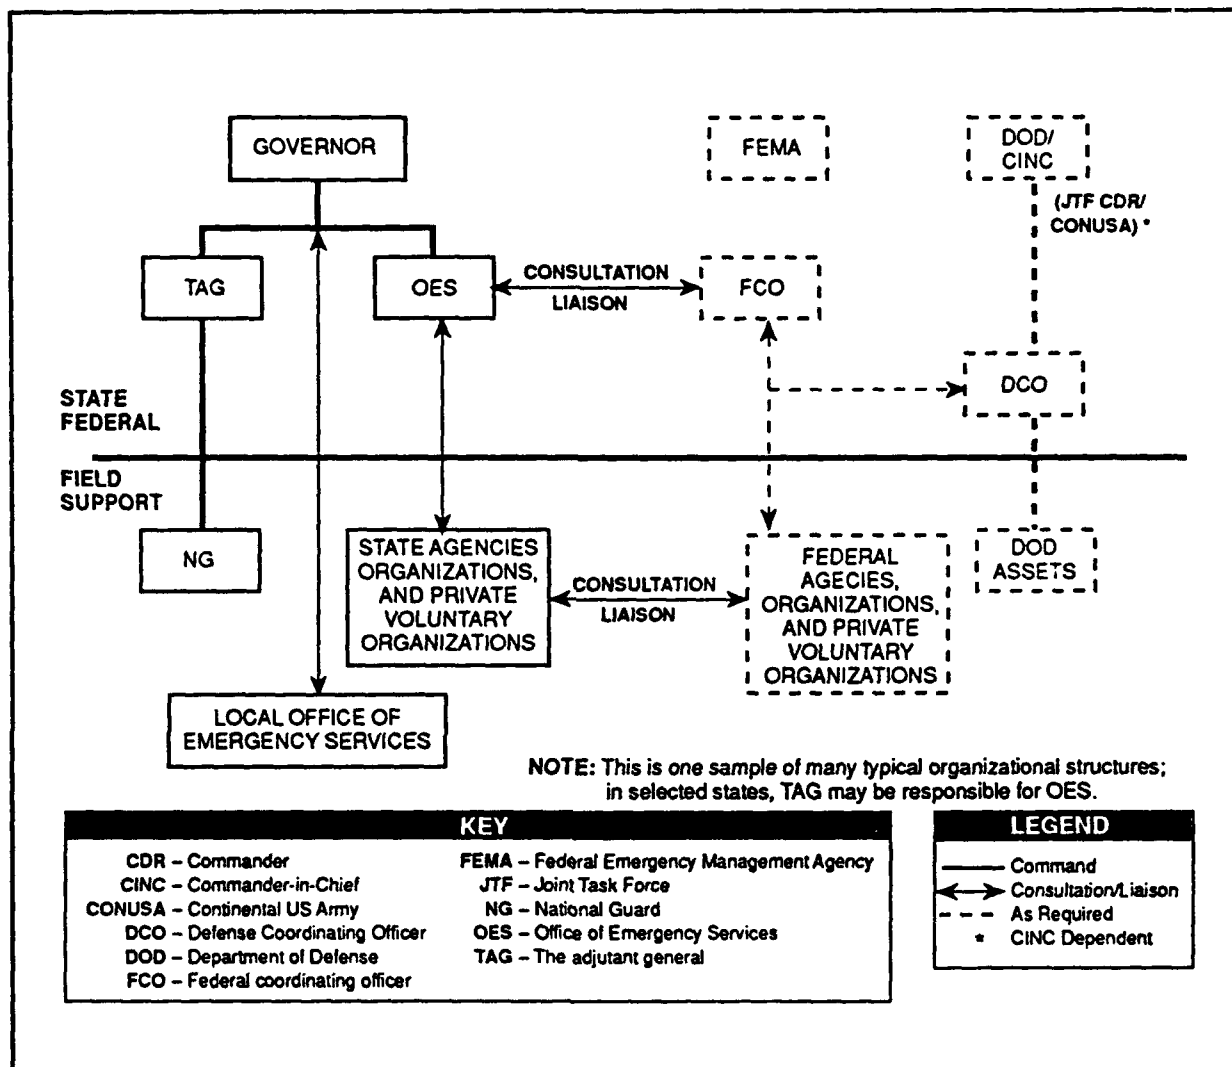 GOVERNOR
FEMA
DOD/
CINC
(JTF CDR/
CONUSA) *
TAG
OES
CONSULTATION
LIAISON
FCO
DCO
STATE
FEDERAL
FIELD
SUPPORT
NG
STATE AGENCIES
ORGANIZATIONS,
AND PRIVATE
VOLUNTARY
ORGANIZATIONS
CONSULTATION
LIAISON
FEDERAL
AGECIES,
ORGANIZATIONS,
AND PRIVATE
VOLUNTARY
ORGANIZATIONS
DOD
ASSETS
LOCAL OFFICE OF
EMERGENCY SERVICES
NOTE: This is one sample of many typical organizational structures;
in selected states, TAG may be responsible for OES.
KEY
CDR – Commander
CINC – Commander-in-Chief
CONUSA – Continental US Army
DCO – Defense Coordinating Officer
DOD – Department of Defense
FCO – Federal coordinating officer
FEMA – Federal Emergency Management Agency
JTF – Joint Task Force
NG – National Guard
OES – Office of Emergency Services
TAG – The adjutant general
LEGEND
Command
Consultation/Liaison
As Required
* CINC Dependent